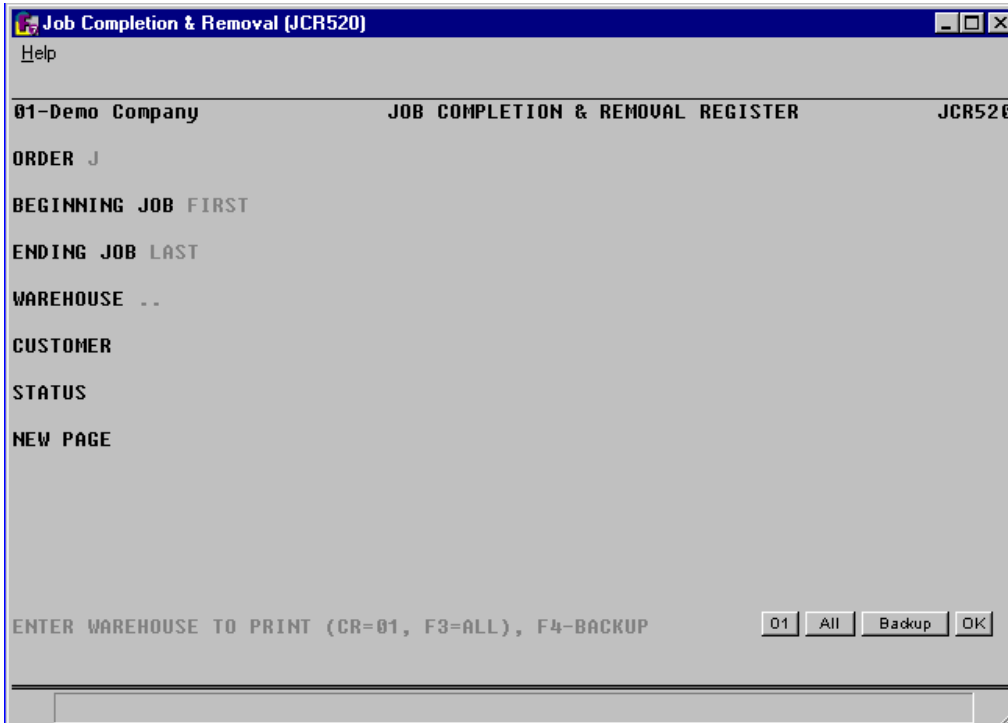 Job Completion & Removal (JCR520)
Help
01-Demo Company JOB COMPLETION & REMOVAL REGISTER JCR520
ORDER J
BEGINNING JOB FIRST
ENDING JOB LAST
WAREHOUSE ..
CUSTOMER
STATUS
NEW PAGE
ENTER WAREHOUSE TO PRINT (CR=01, F3=ALL), F4-BACKUP 01 All Backup OK